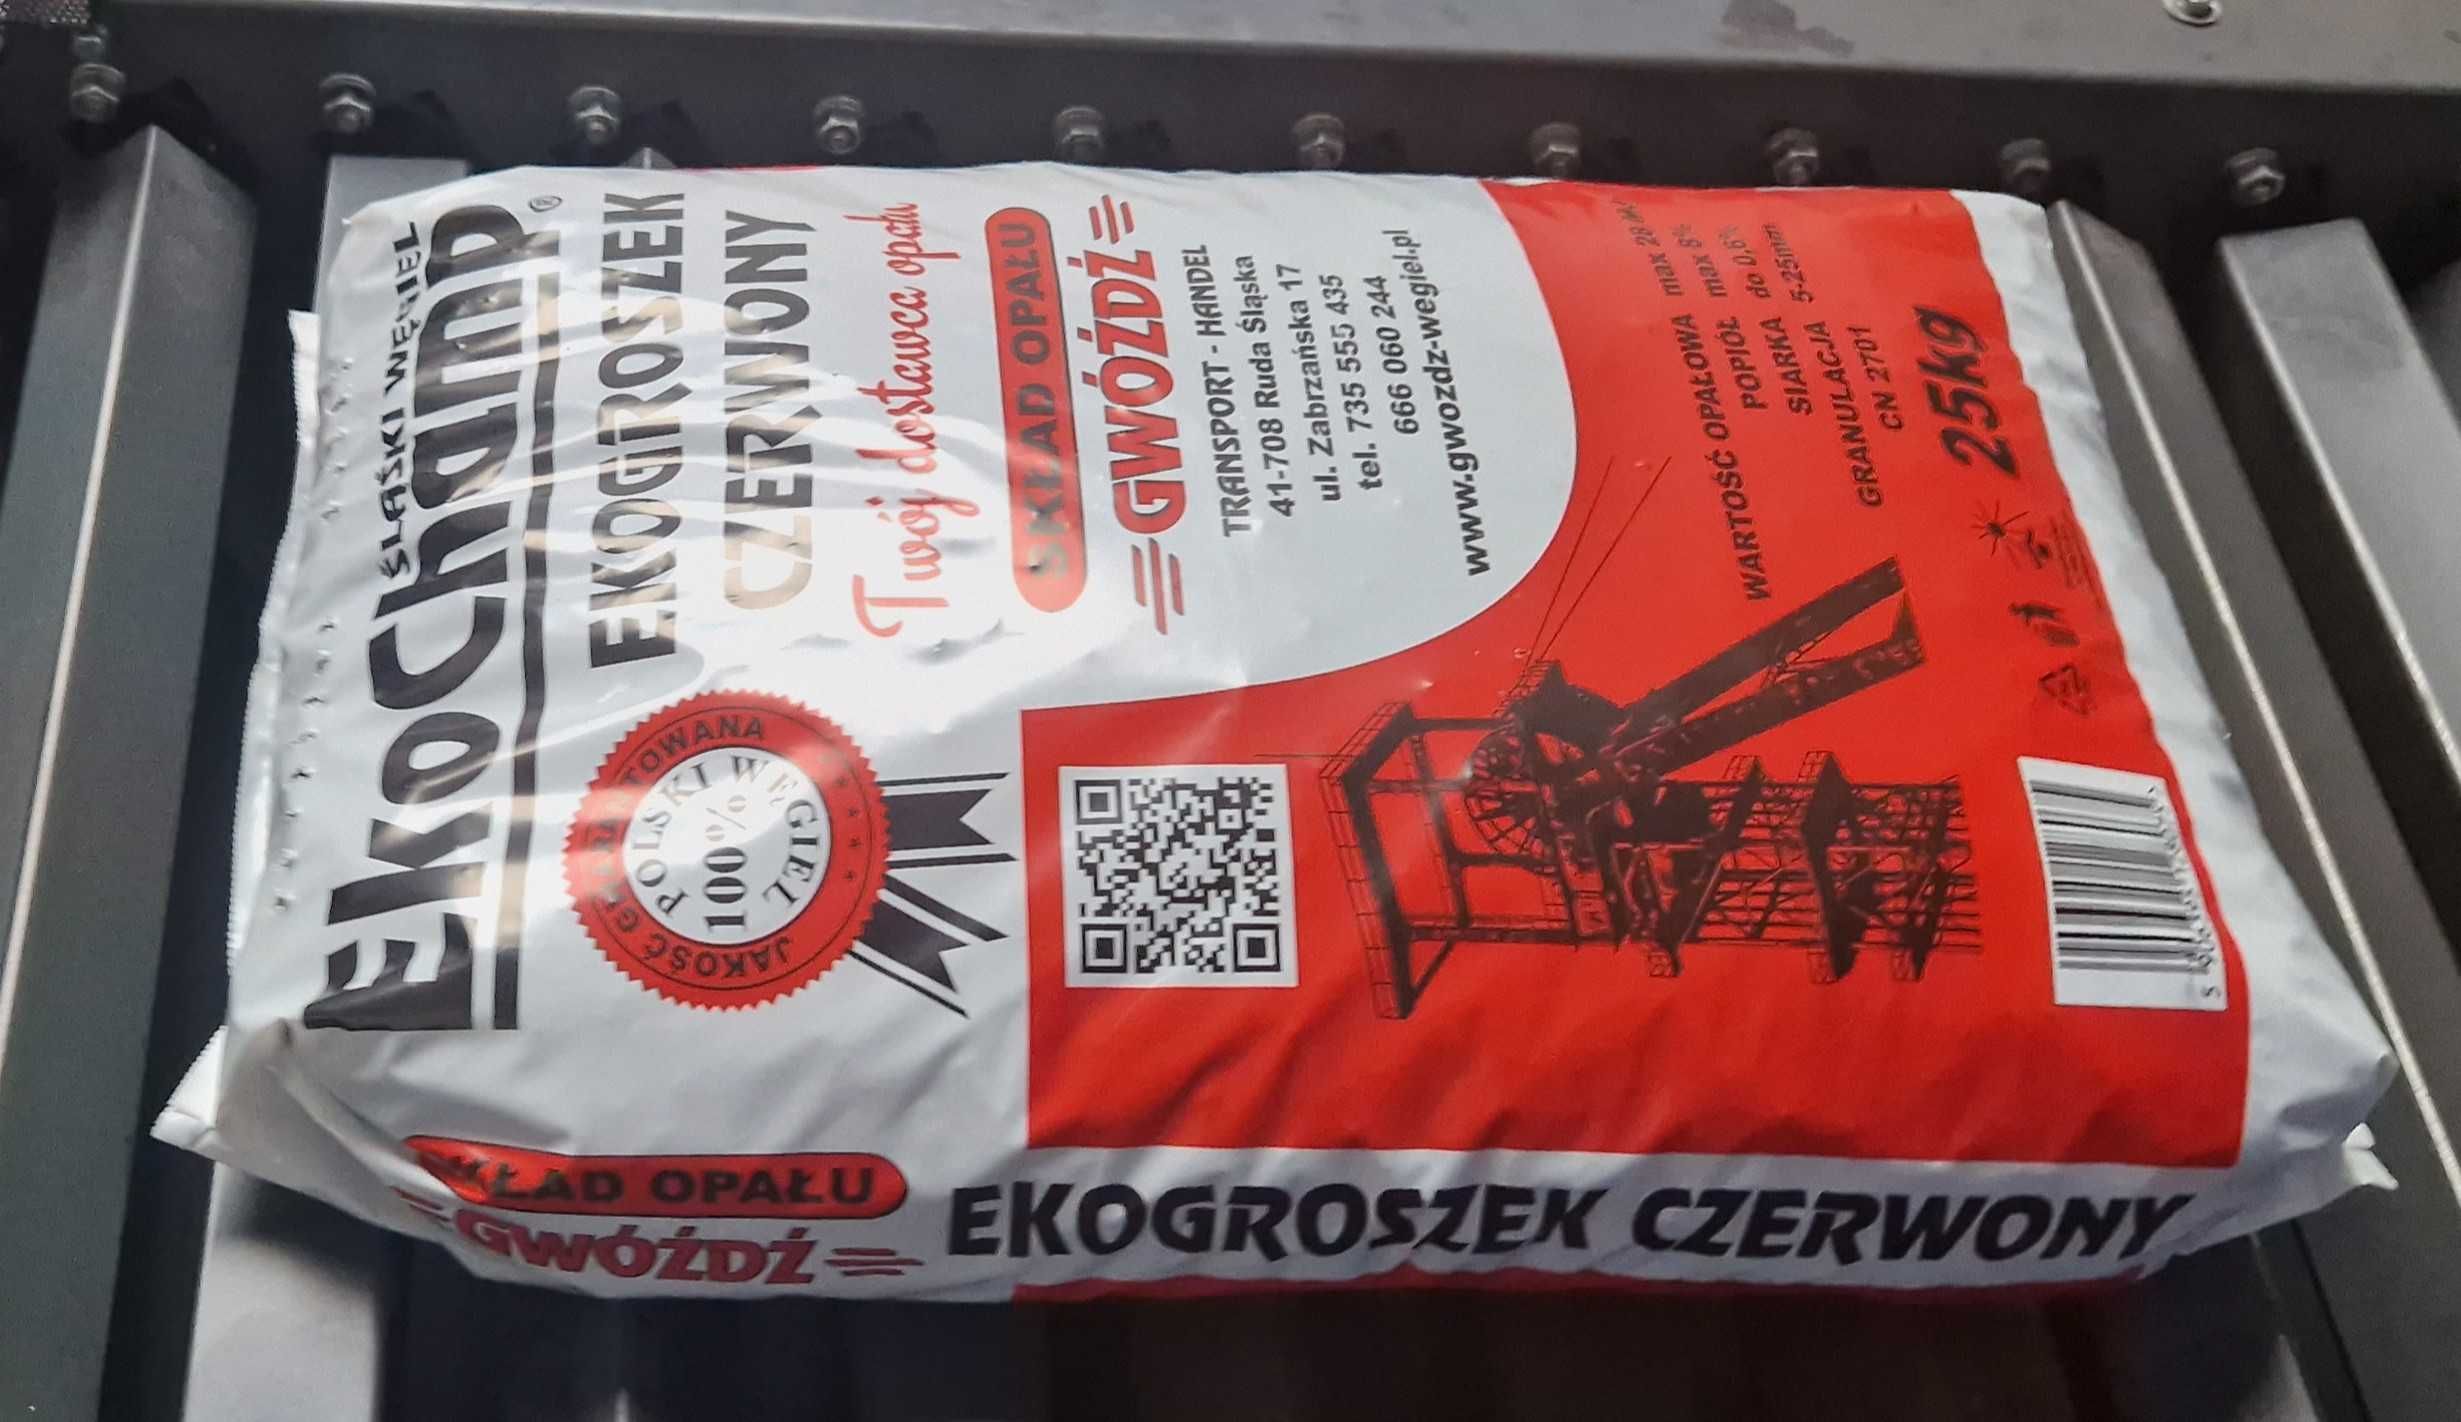 ŚLĄSKI WĘGIEL
EkoChamp®
EKOGROSZEK
CZERWONY
Twój dostawca opału
SKŁAD OPAŁU
GWÓŹDŹ
TRANSPORT - HANDEL
41-708 Ruda Śląska
ul. Zabrzańska 17
tel. 735 555 435
666 060 244
www.gwozdz-wegiel.pl
JAKOŚĆ GWARANTOWANA
POLSKI WĘGIEL
100%
WARTOŚĆ OPAŁOWA max 28
POPIÓŁ max 8%
SIARKA do 0,6%
GRANULACJA 5-25mm
CN 2701
25kg
SKŁAD OPAŁU
GWÓŹDŹ
EKOGROSZEK CZERWONY